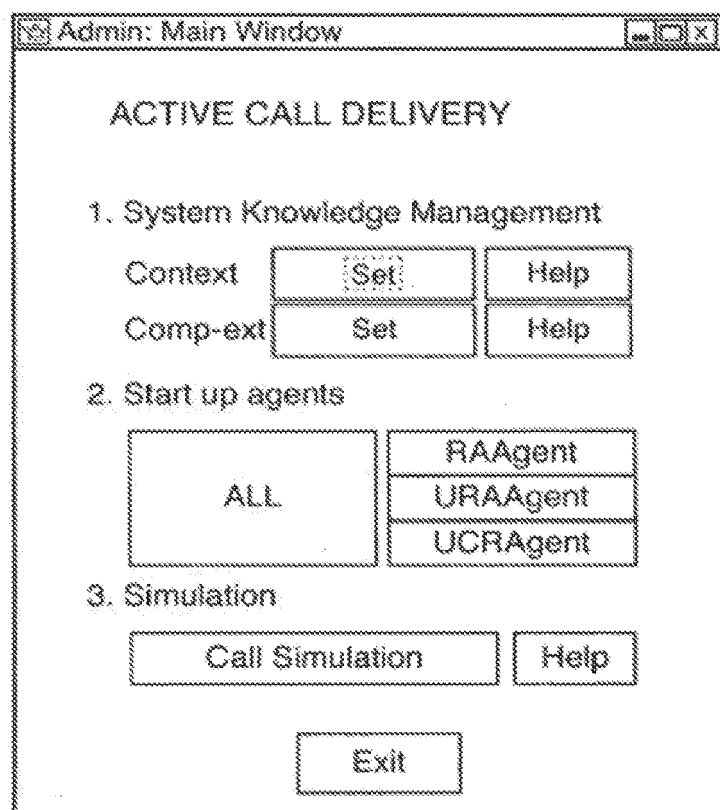 Admin: Main Window
ACTIVE CALL DELIVERY
1. System Knowledge Management
Context Set Help
Comp-ext Set Help
2. Start up agents
ALL
RAAgent
URAAgent
UCRAgent
3. Simulation
Call Simulation Help
Exit